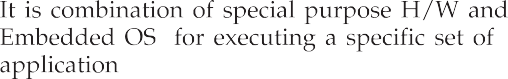 It is combination of special purpose H/W and
Embedded OS for executing a specific set of
application